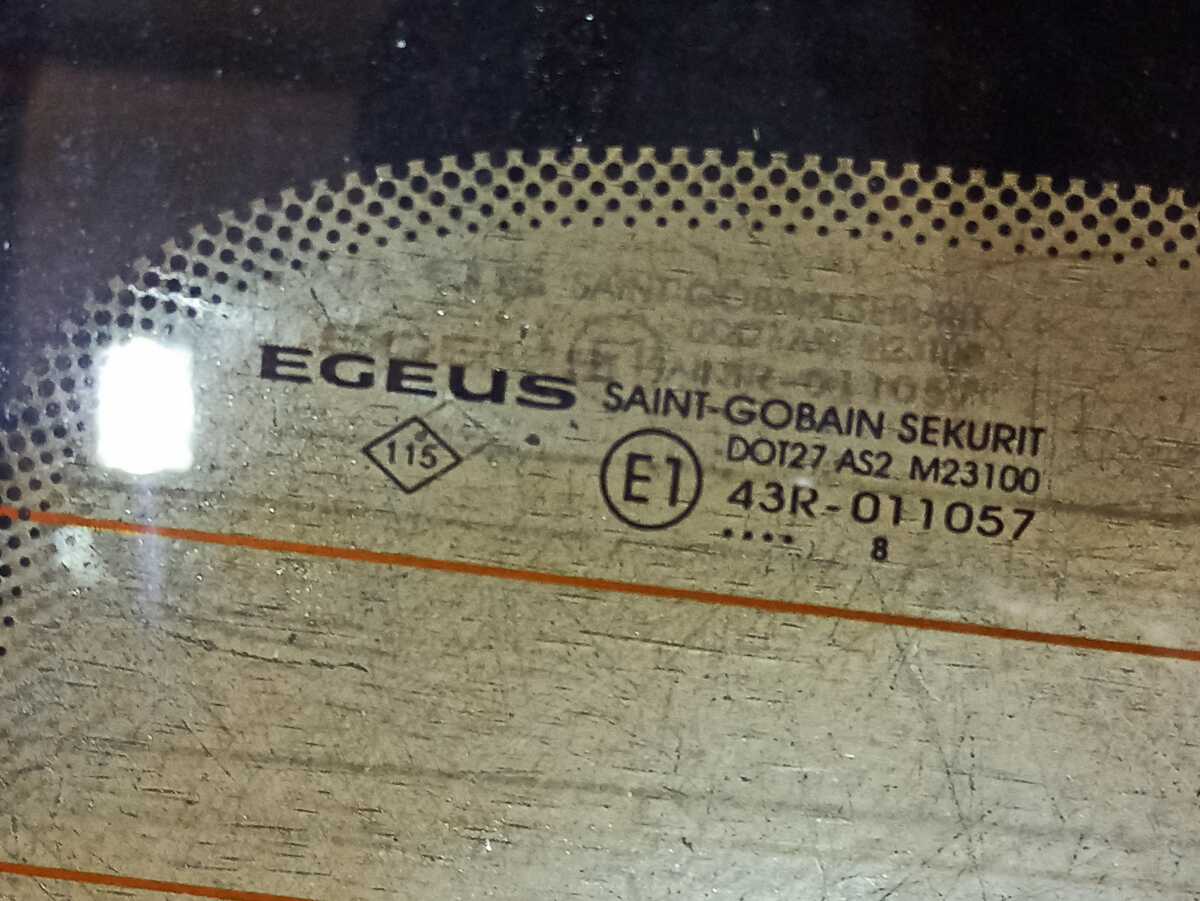 EGEUS
115
SAINT-GOBAIN SEKURIT
DOT27 AS2 M23100
E1
43R-011057
.... 8